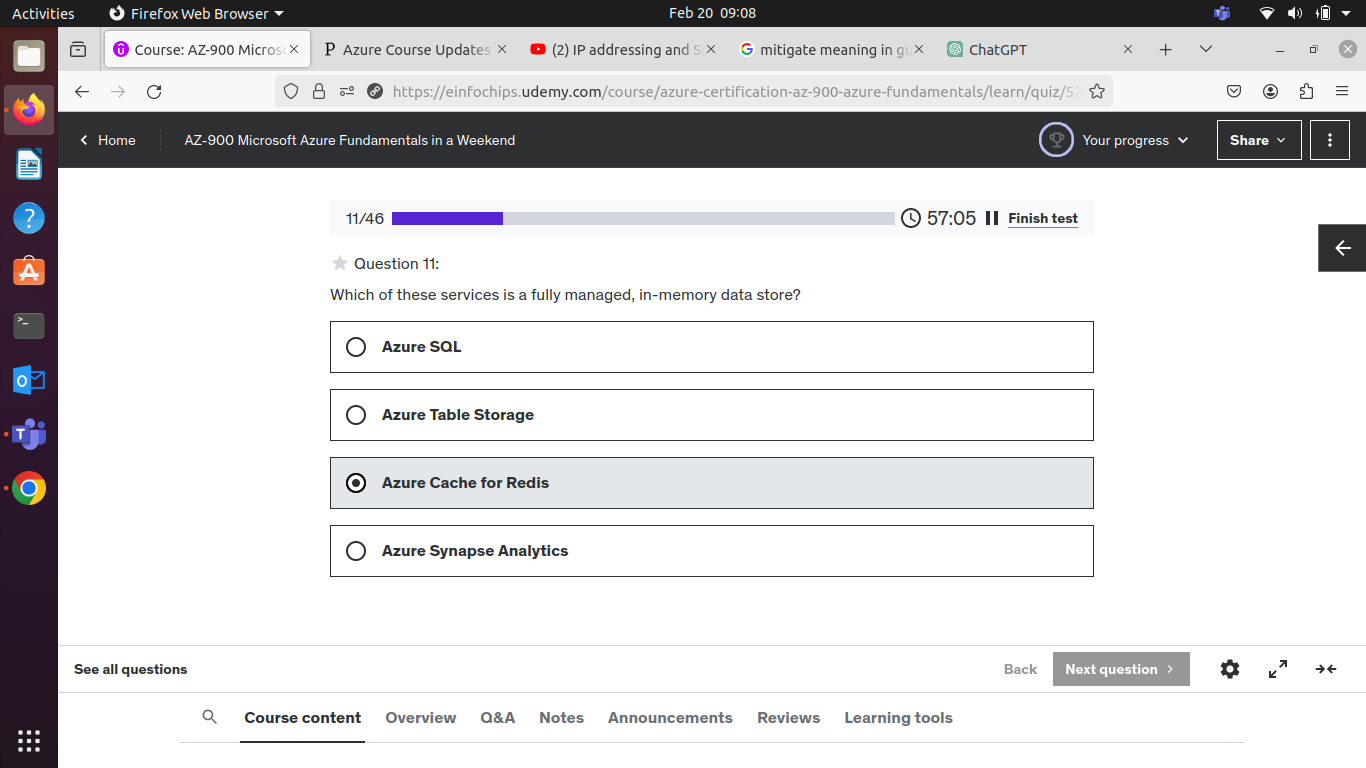 Activities
Firefox Web Browser
Feb 20 09:08
Course: AZ-900 Micros
Azure Course Updates
(2) IP addressing and S
mitigate meaning in gu
ChatGPT
https://einfochips.udemy.com/course/azure-certification-az-900-azure-fundamentals/learn/quiz/52
Home
AZ-900 Microsoft Azure Fundamentals in a Weekend
Your progress
Share
11/46
57:05
Finish test
Question 11:
Which of these services is a fully managed, in-memory data store?
Azure SQL
Azure Table Storage
Azure Cache for Redis
Azure Synapse Analytics
See all questions
Back
Next question
Course content
Overview
Q&A
Notes
Announcements
Reviews
Learning tools